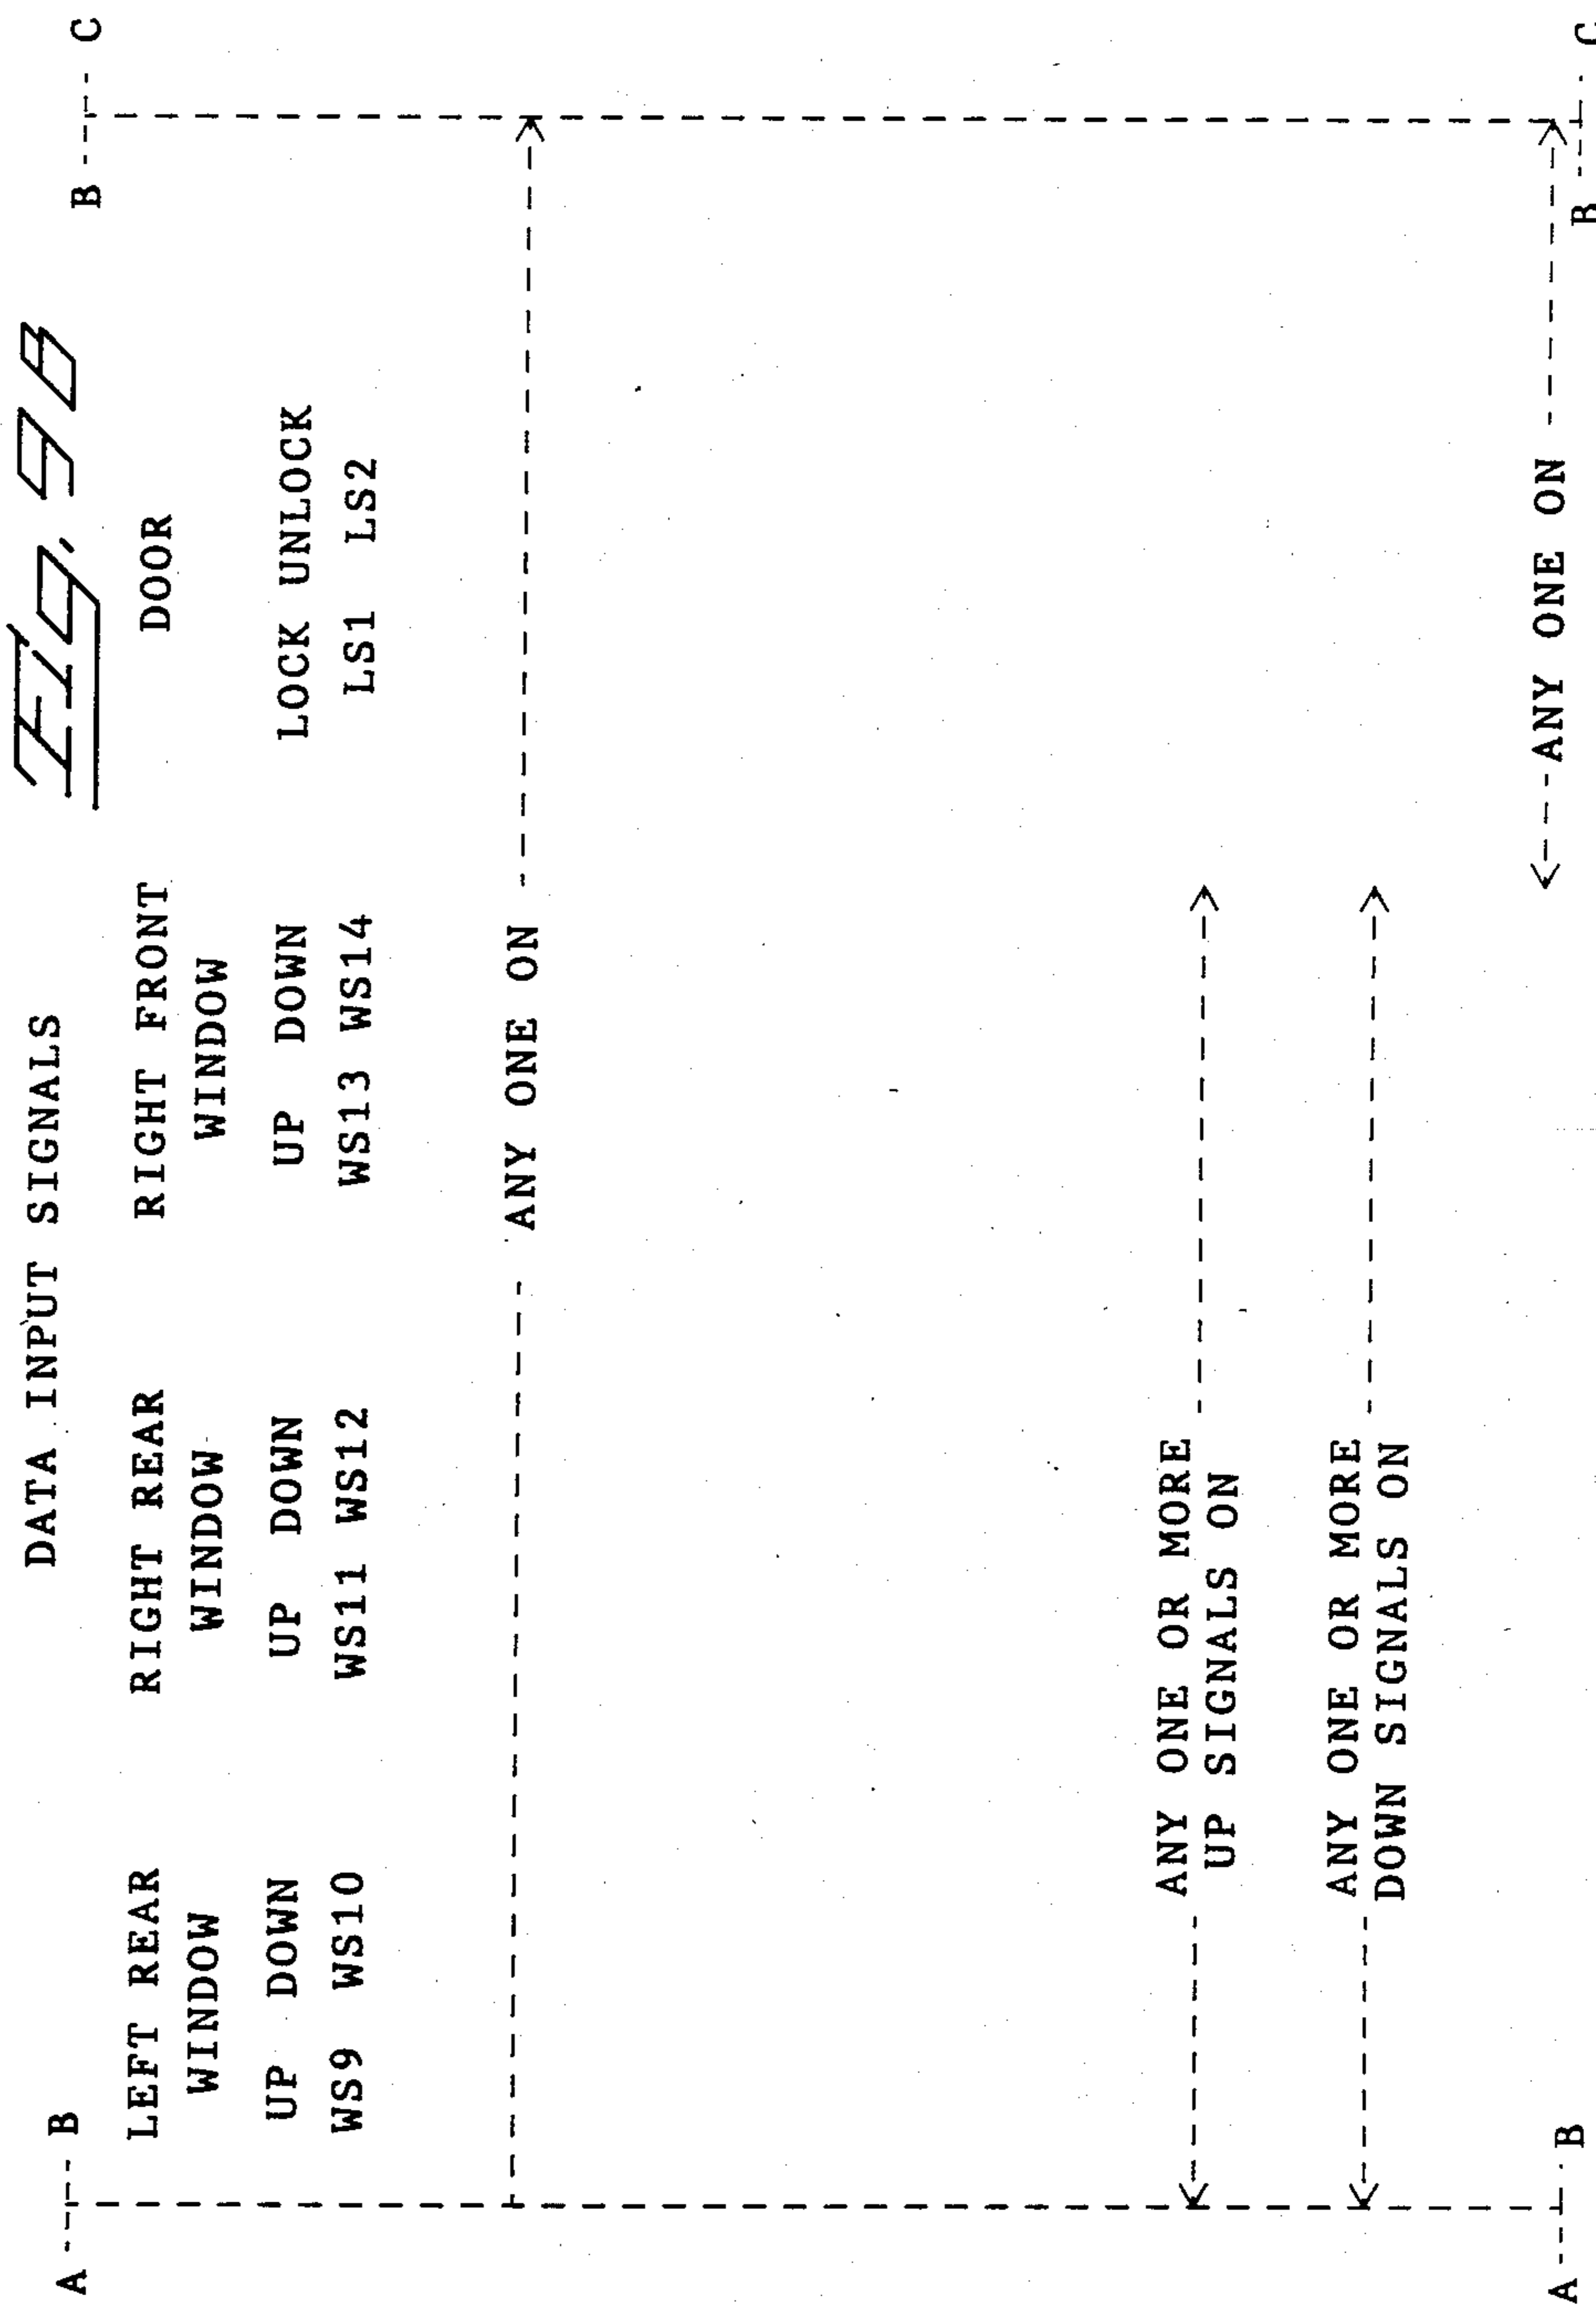 Fig. 9B
DATA INPUT SIGNALS
A B B C
LEFT REAR RIGHT REAR RIGHT FRONT DOOR
WINDOW WINDOW WINDOW
UP DOWN UP DOWN UP DOWN LOCK UNLOCK
WS9 WS10 WS11 WS12 WS13 WS14 LS1 LS2
ANY ONE ON
ANY ONE OR MORE
UP SIGNALS ON
ANY ONE OR MORE
DOWN SIGNALS ON
ANY ONE ON
A B B C